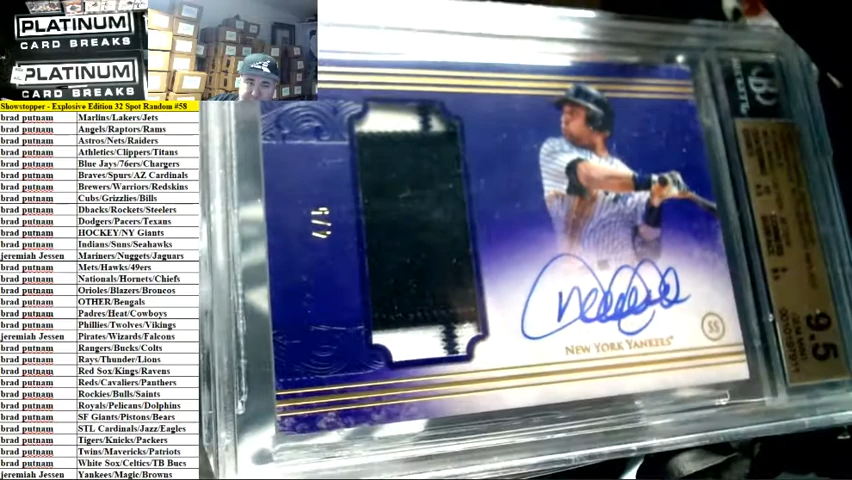 PLATINUM
CARD BREAKS
PLATINUM
CARD BREAKS
Showstopper - Explosive Edition 32 Spot Random #58
brad putnam Marlins/Lakers/Jets
brad putnam Angels/Raptors/Rams
brad putnam Astros/Nets/Raiders
brad putnam Athletics/Clippers/Titans
brad putnam Blue Jays/76ers/Chargers
brad putnam Braves/Spurs/AZ Cardinals
brad putnam Brewers/Warriors/Redskins
brad putnam Cubs/Grizzlies/Bills
brad putnam Dbacks/Rockets/Steelers
brad putnam Dodgers/Pacers/Texans
brad putnam HOCKEY/NY Giants
brad putnam Indians/Suns/Seahawks
jeremiah Jessen Mariners/Nuggets/Jaguars
brad putnam Mets/Hawks/49ers
brad putnam Nationals/Hornets/Chiefs
brad putnam Orioles/Blazers/Broncos
brad putnam OTHER/Bengals
brad putnam Padres/Heat/Cowboys
brad putnam Phillies/Twolves/Vikings
jeremiah Jessen Pirates/Wizards/Falcons
brad putnam Rangers/Bucks/Colts
brad putnam Rays/Thunder/Lions
brad putnam Red Sox/Kings/Ravens
brad putnam Reds/Cavaliers/Panthers
brad putnam Rockies/Bulls/Saints
brad putnam Royals/Pelicans/Dolphins
brad putnam SF Giants/Pistons/Bears
brad putnam STL Cardinals/Jazz/Eagles
brad putnam Tigers/Knicks/Packers
brad putnam Twins/Mavericks/Patriots
brad putnam White Sox/Celtics/TB Bucs
jeremiah Jessen Yankees/Magic/Browns
4/5
NEW YORK YANKEES
SS
GEM MINT
9.5